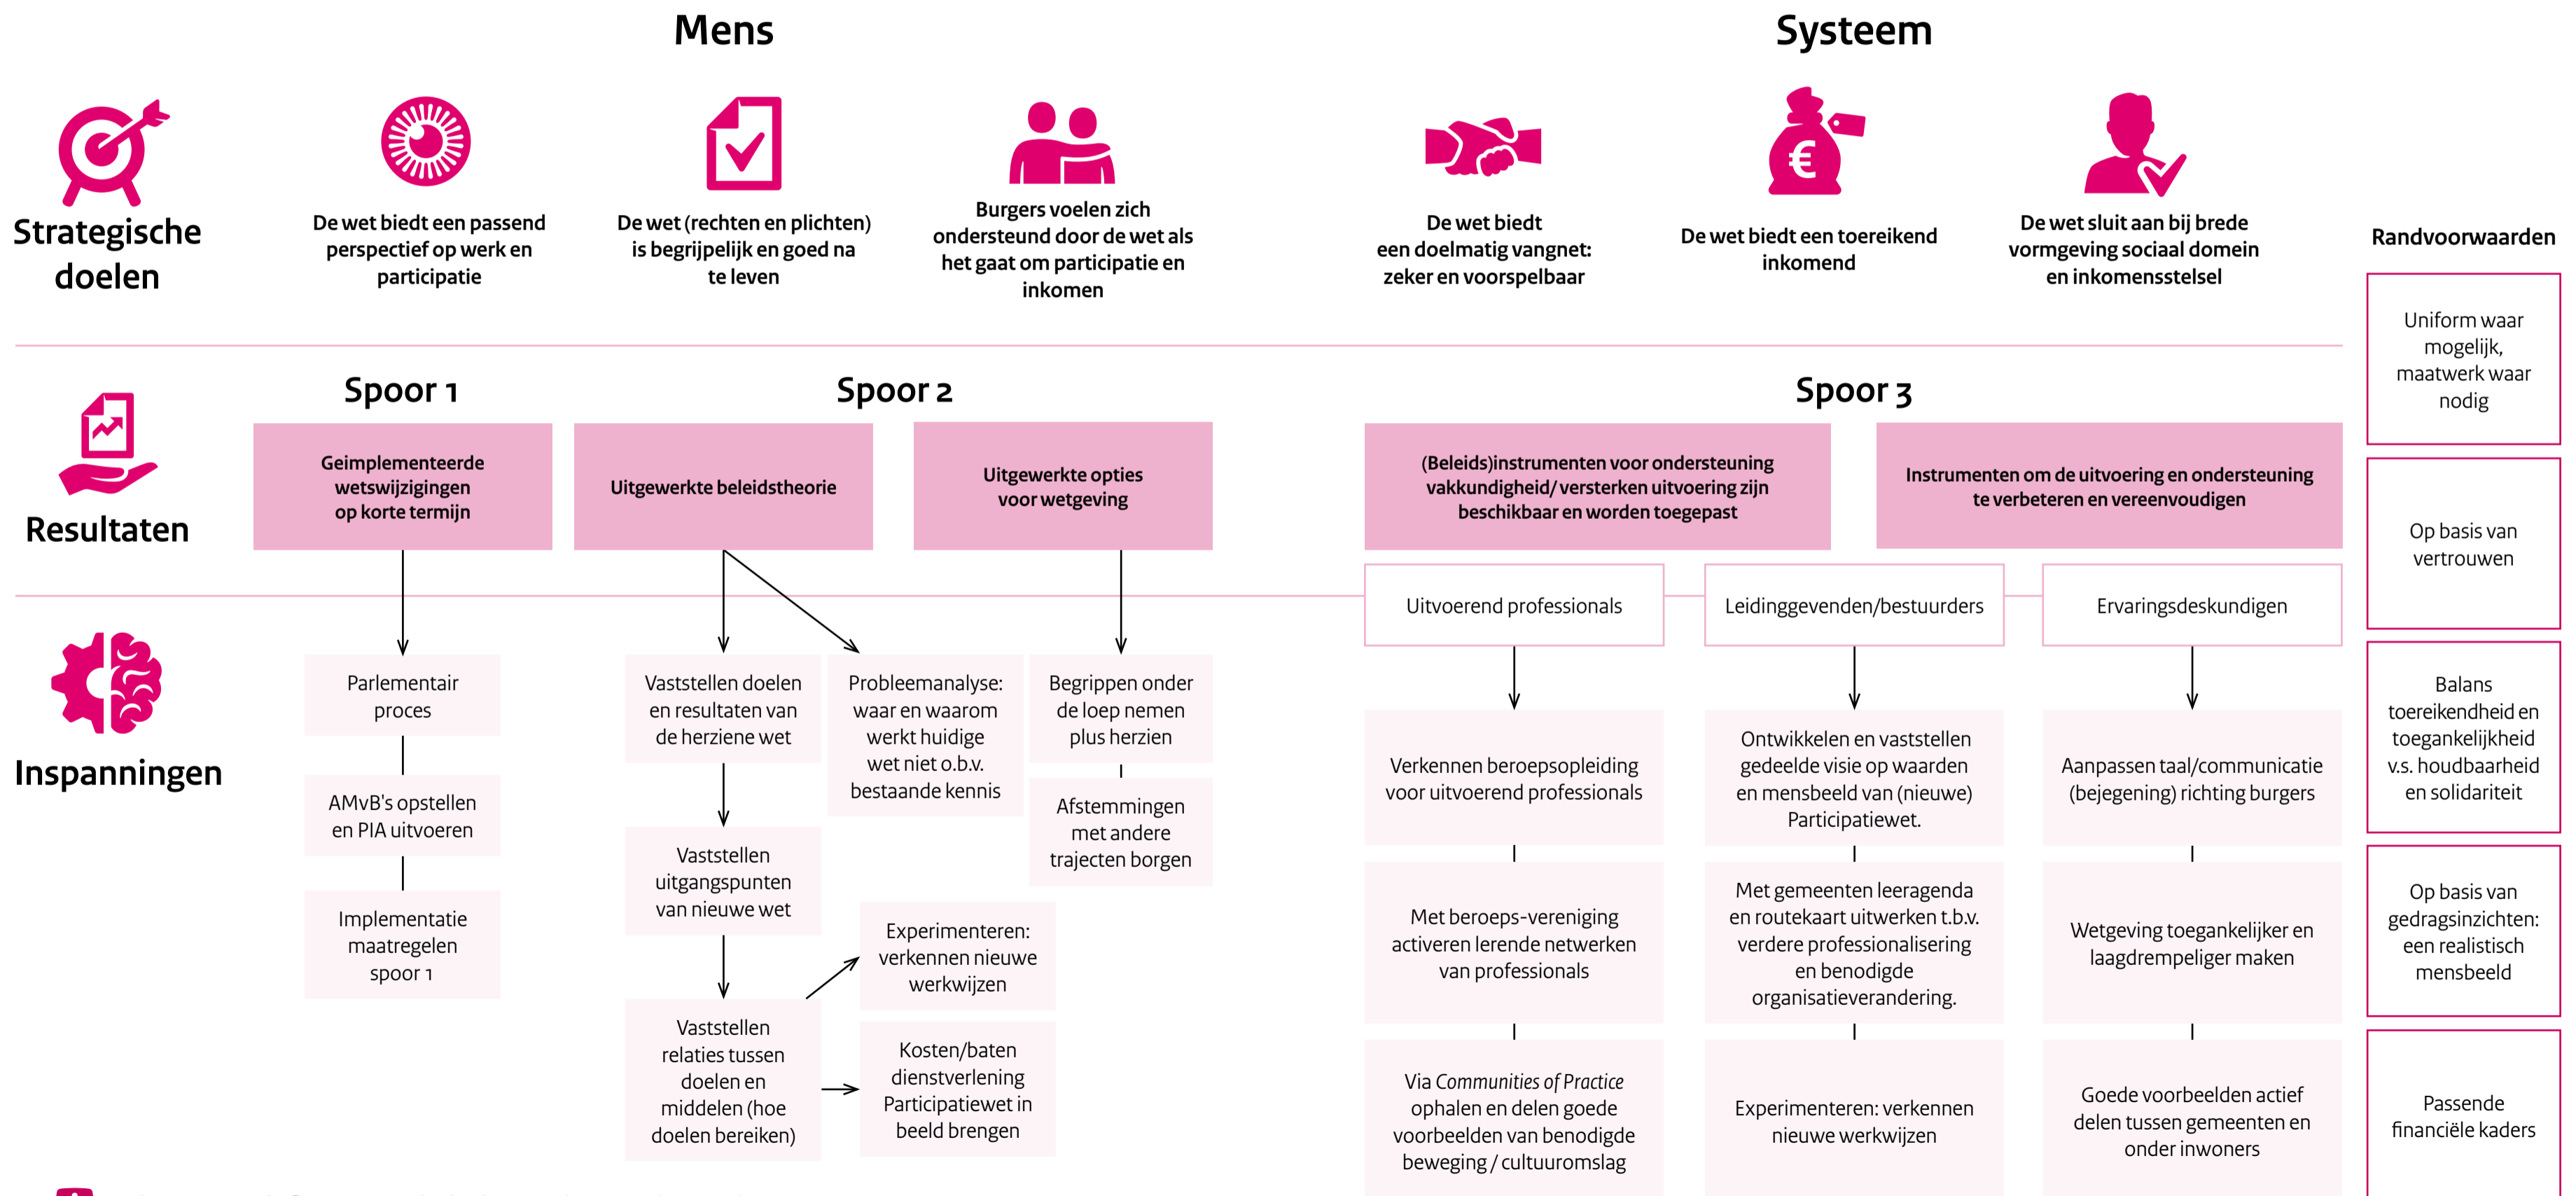 Mens
Systeem
Strategische
doelen
De wet biedt een passend
perspectief op werk en
participatie
De wet (rechten en plichten)
is begrijpelijk en goed na
te leven
Burgers voelen zich
ondersteund door de wet als
het gaat om participatie en
inkomen
De wet biedt
een doelmatig vangnet:
zeker en voorspelbaar
€
De wet biedt een toereikend
inkomend
De wet sluit aan bij brede
vormgeving sociaal domein
en inkomensstelsel
Randvoorwaarden
Uniform waar
mogelijk,
maatwerk waar
nodig
Op basis van
vertrouwen
Balans
toereikendheid en
toegankelijkheid
v.s. houdbaarheid
en solidariteit
Op basis van
gedragsinzichten:
een realistisch
mensbeeld
Passende
financiële kaders
Resultaten
Spoor 1
Geimplementeerde
wetswijzigingen
op korte termijn
Spoor 2
Uitgewerkte beleidstheorie
Uitgewerkte opties
voor wetgeving
Spoor 3
(Beleids)instrumenten voor ondersteuning
vakkundigheid/ versterken uitvoering zijn
beschikbaar en worden toegepast
Instrumenten om de uitvoering en ondersteuning
te verbeteren en vereenvoudigen
Uitvoerend professionals
Leidinggevenden/bestuurders
Ervaringsdeskundigen
Inspanningen
Parlementair
proces
AMvB's opstellen
en PIA uitvoeren
Implementatie
maatregelen
spoor 1
Vaststellen doelen
en resultaten van
de herziene wet
Vaststellen
uitgangspunten
van nieuwe wet
Vaststellen
relaties tussen
doelen en
middelen (hoe
doelen bereiken)
Probleemanalyse:
waar en waarom
werkt huidige
wet niet o.b.v.
bestaande kennis
Experimenteren:
verkennen nieuwe
werkwijzen
Kosten/baten
dienstverlening
Participatiewet in
beeld brengen
Begrippen onder
de loep nemen
plus herzien
Afstemmingen
met andere
trajecten borgen
Verkennen beroepsopleiding
voor uitvoerend professionals
Met beroeps-vereniging
activeren lerende netwerken
van professionals
Via Communities of Practice
ophalen en delen goede
voorbeelden van benodigde
beweging / cultuuromslag
Ontwikkelen en vaststellen
gedeelde visie op waarden
en mensbeeld van (nieuwe)
Participatiewet.
Met gemeenten leeragenda
en routekaart uitwerken t.b.v.
verdere professionalisering
en benodigde
organisatieverandering.
Experimenteren: verkennen
nieuwe werkwijzen
Aanpassen taal/communicatie
(bejegening) richting burgers
Wetgeving toegankelijker en
laagdrempeliger maken
Goede voorbeelden actief
delen tussen gemeenten en
onder inwoners